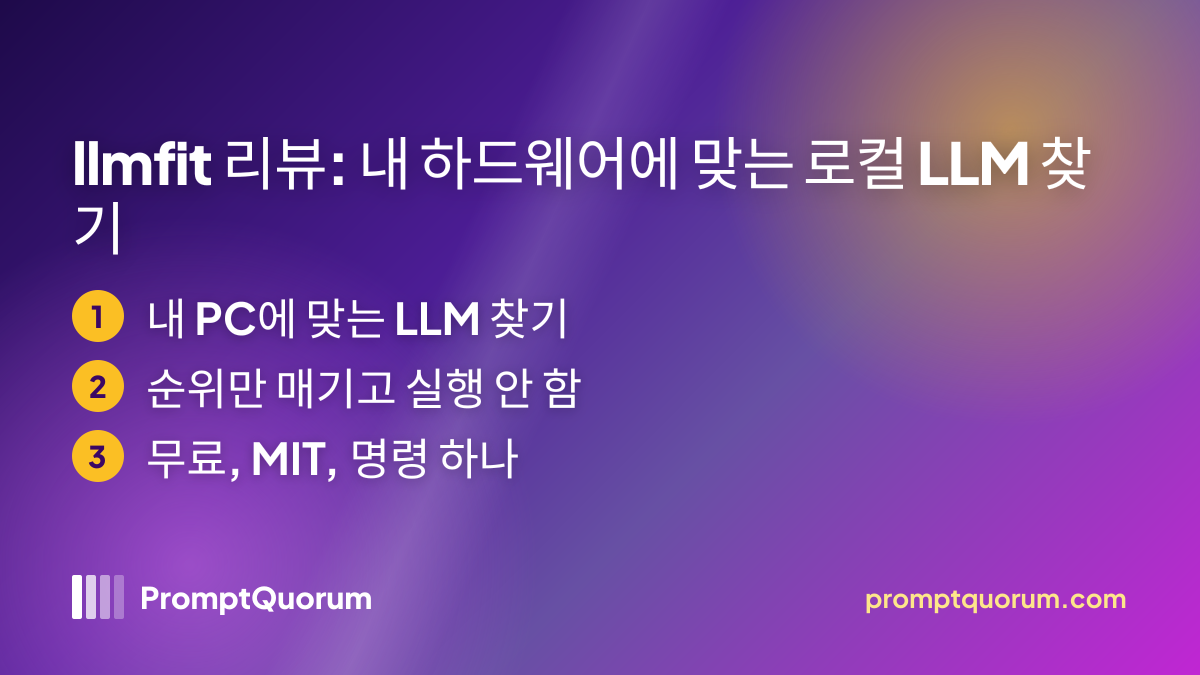 llmfit 리뷰: 내 하드웨어에 맞는 로컬 LLM 찾
기
1 내 PC에 맞는 LLM 찾기
2 순위만 매기고 실행 안 함
3 무료, MIT, 명령 하나
PromptQuorum
promptquorum.com